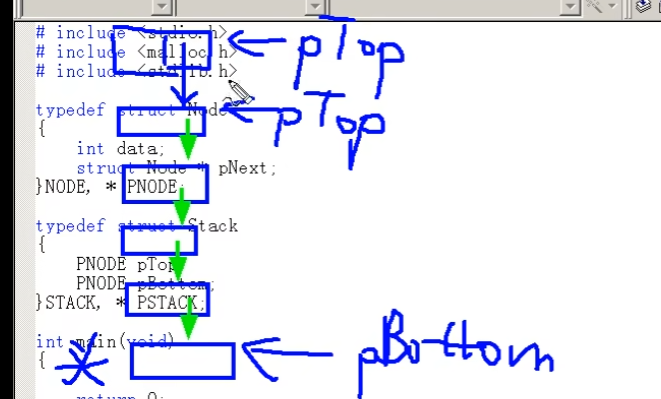 # include <stdio.h>
pTop
# include <malloc.h>
# include <stdlib.h>
typedef struct Node
pTop
{
int data;
struct Node * pNext;
}NODE, * PNODE;
typedef struct Stack
{
PNODE pTop
PNODE pBottom;
}STACK, * PSTACK;
int main(void)
pBottom
{
return 0;